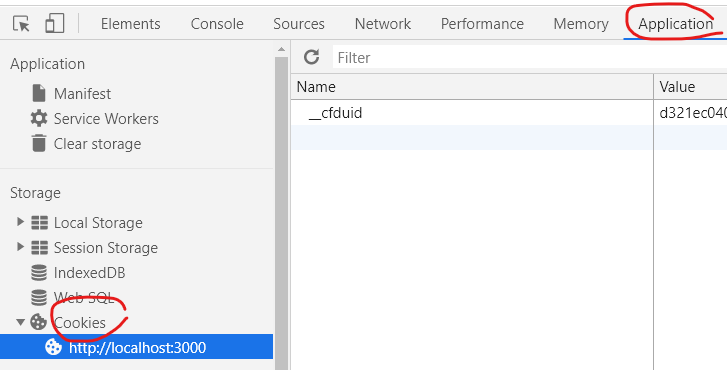 Elements Console Sources Network Performance Memory Application
Application
Manifest
Service Workers
Clear storage
Storage
Local Storage
Session Storage
IndexedDB
Web SQL
Cookies
http://localhost:3000
Filter
Name Value
__cfduid d321ec040